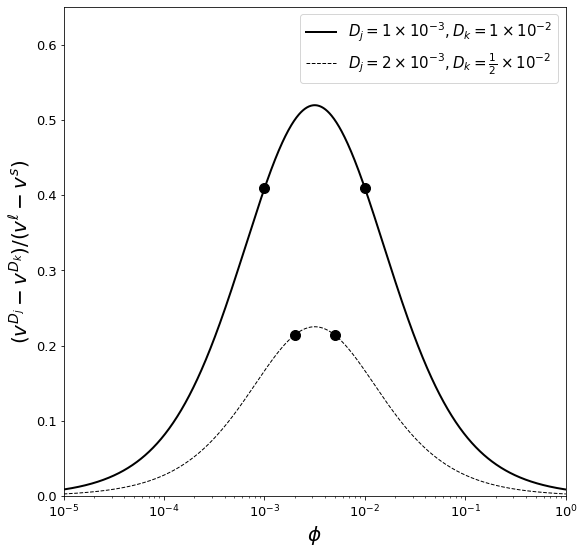 D_j = 1 × 10^{-3}, D_k = 1 × 10^{-2}
D_j = 2 × 10^{-3}, D_k = \frac{1}{2} × 10^{-2}
0.6
0.5
0.4
0.3
0.2
0.1
0.0
(v^{D_j} − v^{D_k})/(v^ℓ − v^s)
10^{-5} 10^{-4} 10^{-3} 10^{-2} 10^{-1} 10^{0}
ϕ